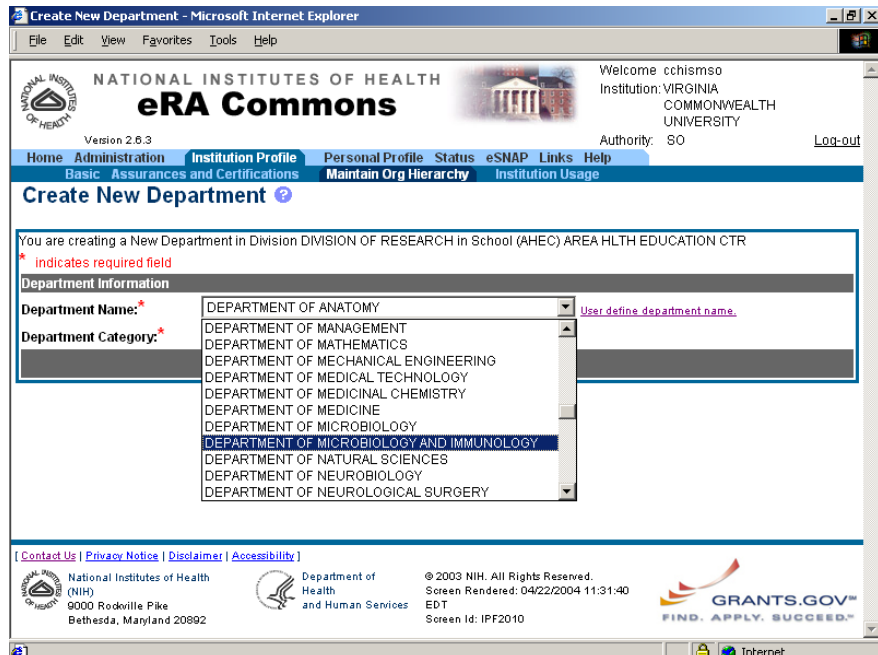 Create New Department - Microsoft Internet Explorer
File Edit View Favorites Tools Help
NATIONAL INSTITUTES OF HEALTH
eRA Commons
Version 2.6.3
NATIONAL INSTITUTES OF HEALTH
Welcome cchismso
Institution: VIRGINIA
COMMONWEALTH
UNIVERSITY
Authority: SO
Log-out
Home Administration Institution Profile Personal Profile Status eSNAP Links Help
Basic Assurances and Certifications Maintain Org Hierarchy Institution Usage
Create New Department ?
You are creating a New Department in Division DIVISION OF RESEARCH in School (AHEC) AREA HLTH EDUCATION CTR
* indicates required field
Department Information
Department Name:* DEPARTMENT OF ANATOMY User define department name.
Department Category:*
DEPARTMENT OF MANAGEMENT
DEPARTMENT OF MATHEMATICS
DEPARTMENT OF MECHANICAL ENGINEERING
DEPARTMENT OF MEDICAL TECHNOLOGY
DEPARTMENT OF MEDICINAL CHEMISTRY
DEPARTMENT OF MEDICINE
DEPARTMENT OF MICROBIOLOGY
DEPARTMENT OF MICROBIOLOGY AND IMMUNOLOGY
DEPARTMENT OF NATURAL SCIENCES
DEPARTMENT OF NEUROBIOLOGY
DEPARTMENT OF NEUROLOGICAL SURGERY
[ Contact Us | Privacy Notice | Disclaimer | Accessibility ]
National Institutes of Health
(NIH)
9000 Rockville Pike
Bethesda, Maryland 20892
Department of
Health
and Human Services
© 2003 NIH. All Rights Reserved.
Screen Rendered: 04/22/2004 11:31:40
EDT
Screen Id: IPF2010
GRANTS.GOV℠
FIND. APPLY. SUCCEED.℠
Internet